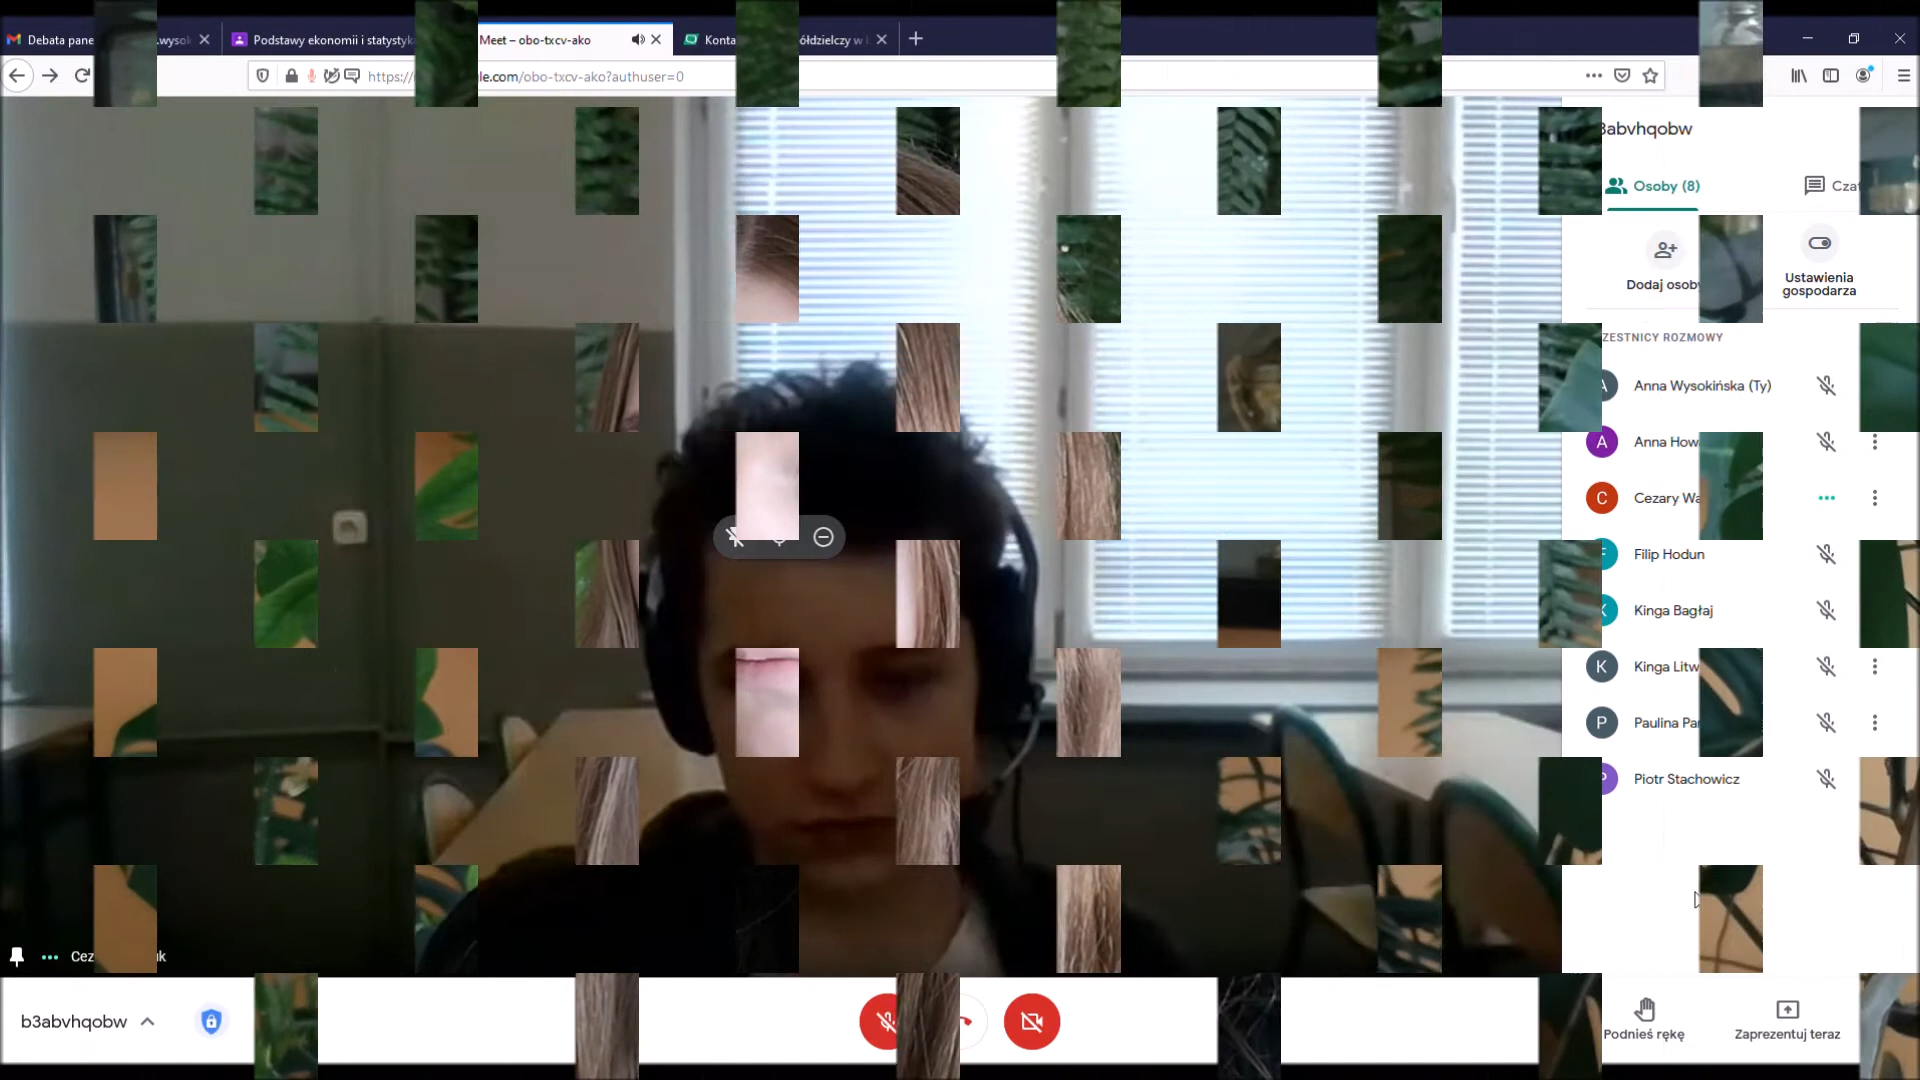 Debata pane .wysok
Podstawy ekonomii i statystyk
Meet – obo-txcv-ako
Konta ółdzielczy w
https:// le.com/obo-txcv-ako?authuser=0
3abvhqobw
Osoby (8)
Cza
Dodaj osob
Ustawienia
gospodarza
ZESTNICY ROZMOWY
A Anna Wysokińska (Ty)
A Anna How
C Cezary Wa
F Filip Hodun
K Kinga Bagłaj
K Kinga Litw
P Paulina Pa
P Piotr Stachowicz
Cez uk
b3abvhqobw
Podnieś rękę
Zaprezentuj teraz